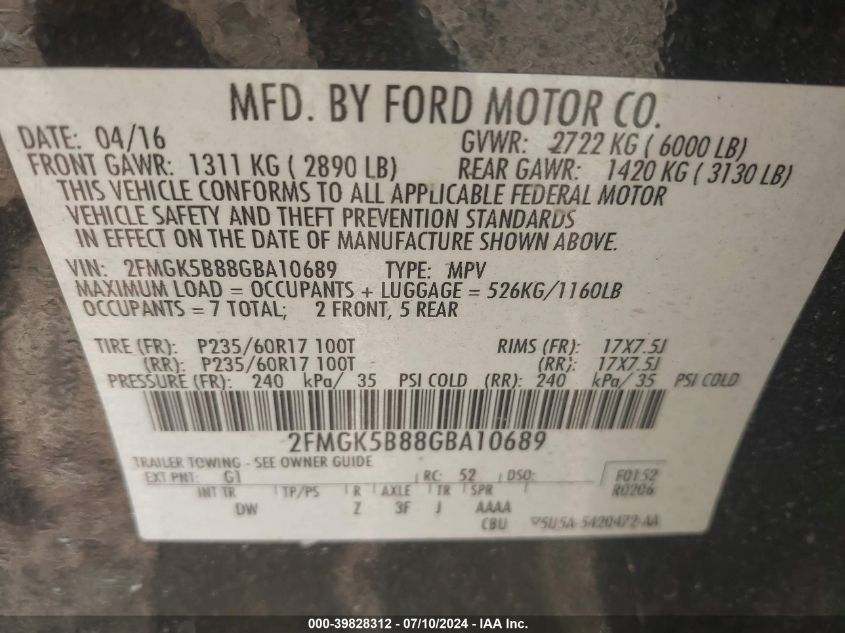 MFD. BY FORD MOTOR CO.
DATE: 04/16 GVWR: 2722 KG ( 6000 LB)
FRONT GAWR: 1311 KG ( 2890 LB) REAR GAWR: 1420 KG ( 3130 LB)
THIS VEHICLE CONFORMS TO ALL APPLICABLE FEDERAL MOTOR
VEHICLE SAFETY AND THEFT PREVENTION STANDARDS
IN EFFECT ON THE DATE OF MANUFACTURE SHOWN ABOVE.
VIN: 2FMGK5B88GBA10689 TYPE: MPV
MAXIMUM LOAD = OCCUPANTS + LUGGAGE = 526KG/1160LB
OCCUPANTS = 7 TOTAL; 2 FRONT, 5 REAR
TIRE (FR): P235/60R17 100T RIMS (FR): 17X7.5J
(RR): P235/60R17 100T (RR): 17X7.5J
PRESSURE (FR): 240 kPa/ 35 PSI COLD (RR): 240 kPa/ 35 PSI COLD
2FMGK5B88GBA10689
TRAILER TOWING - SEE OWNER GUIDE
EXT PNT: G1 RC: 52 DSO: F0152
INT TR TP/PS R AXLE TR SPR R0206
DW Z 3F J AAAA
CBU 5U5A-5420472-AA
000-39828312 - 07/10/2024 - IAA Inc.